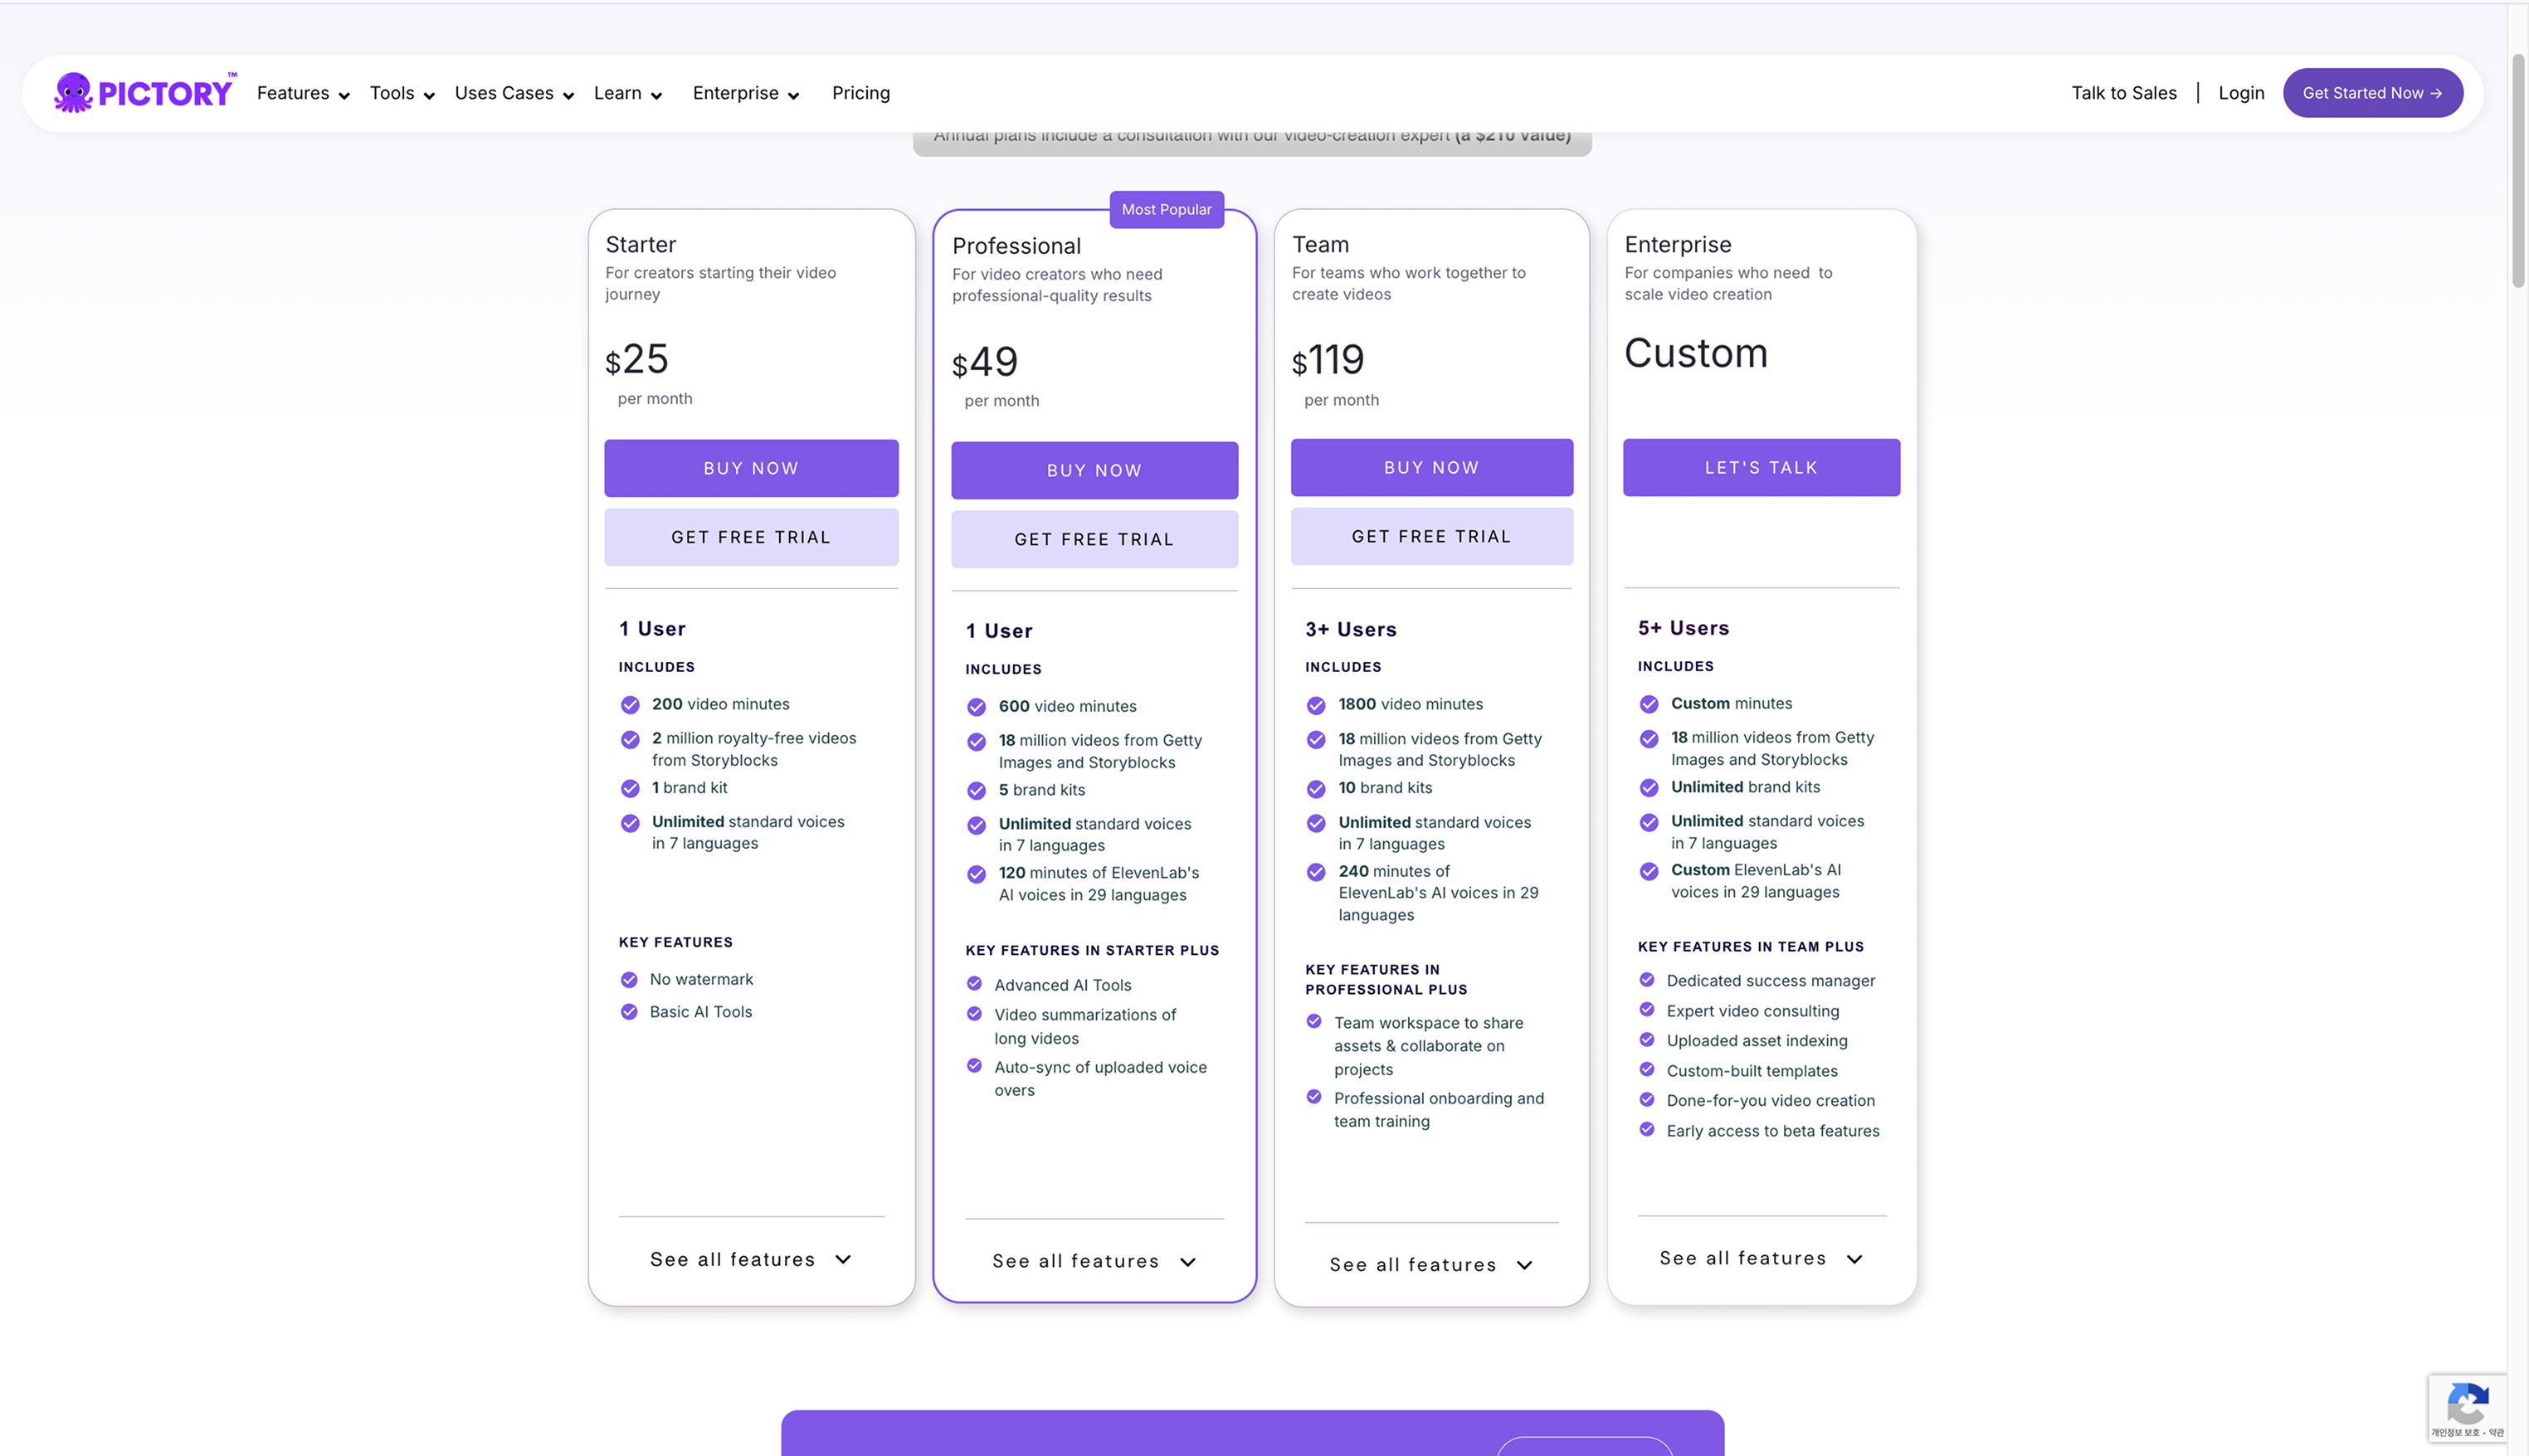 PICTORY™ Features Tools Uses Cases Learn Enterprise Pricing Talk to Sales | Login Get Started Now →
Annual plans include a consultation with our video-creation expert (a $210 value)
Starter
For creators starting their video
journey
$25
per month
BUY NOW
GET FREE TRIAL
1 User
INCLUDES
200 video minutes
2 million royalty-free videos
from Storyblocks
1 brand kit
Unlimited standard voices
in 7 languages
KEY FEATURES
No watermark
Basic AI Tools
See all features
Most Popular
Professional
For video creators who need
professional-quality results
$49
per month
BUY NOW
GET FREE TRIAL
1 User
INCLUDES
600 video minutes
18 million videos from Getty
Images and Storyblocks
5 brand kits
Unlimited standard voices
in 7 languages
120 minutes of ElevenLab's
AI voices in 29 languages
KEY FEATURES IN STARTER PLUS
Advanced AI Tools
Video summarizations of
long videos
Auto-sync of uploaded voice
overs
See all features
Team
For teams who work together to
create videos
$119
per month
BUY NOW
GET FREE TRIAL
3+ Users
INCLUDES
1800 video minutes
18 million videos from Getty
Images and Storyblocks
10 brand kits
Unlimited standard voices
in 7 languages
240 minutes of
ElevenLab's AI voices in 29
languages
KEY FEATURES IN
PROFESSIONAL PLUS
Team workspace to share
assets & collaborate on
projects
Professional onboarding and
team training
See all features
Enterprise
For companies who need to
scale video creation
Custom
LET'S TALK
5+ Users
INCLUDES
Custom minutes
18 million videos from Getty
Images and Storyblocks
Unlimited brand kits
Unlimited standard voices
in 7 languages
Custom ElevenLab's AI
voices in 29 languages
KEY FEATURES IN TEAM PLUS
Dedicated success manager
Expert video consulting
Uploaded asset indexing
Custom-built templates
Done-for-you video creation
Early access to beta features
See all features
개인정보 보호 - 약관